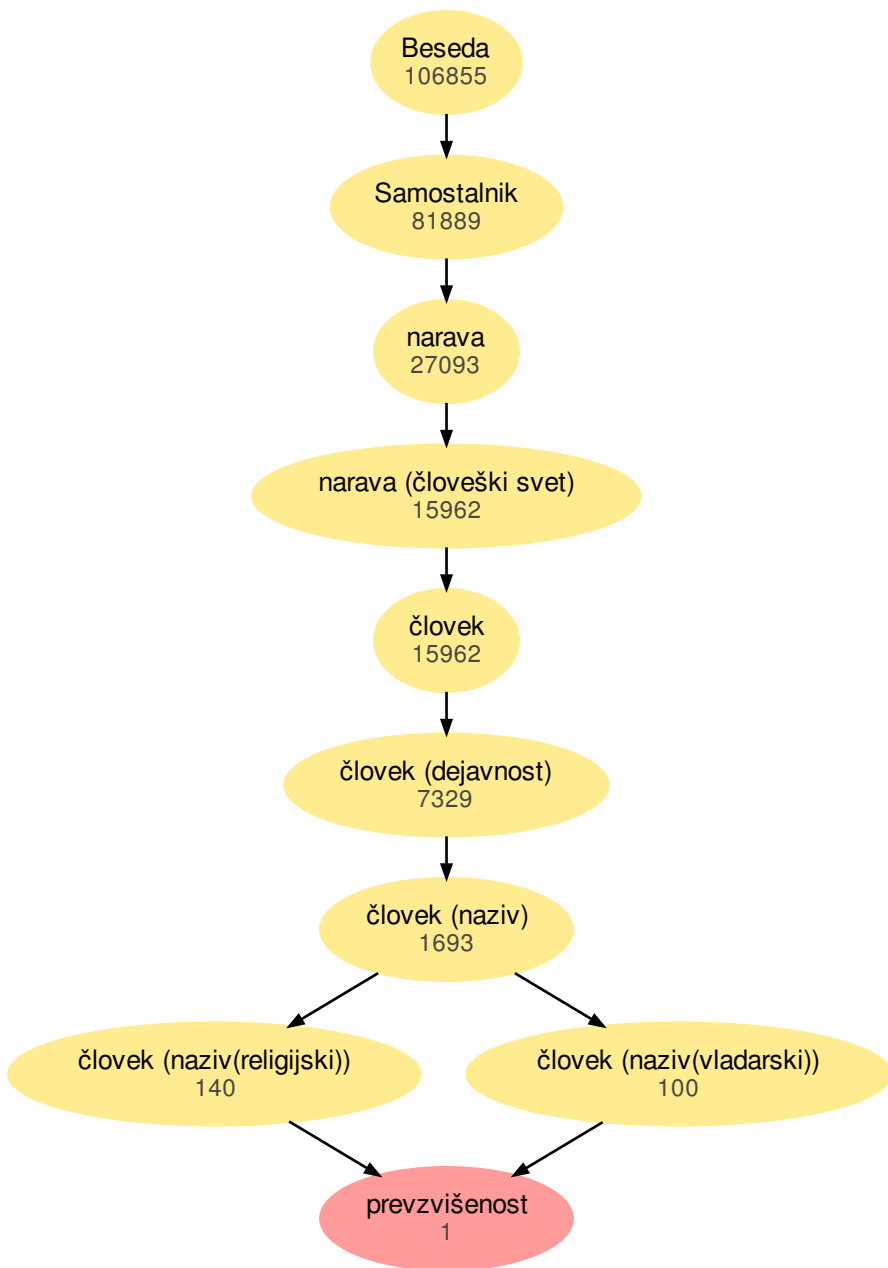 Beseda
106855
Samostalnik
81889
narava
27093
narava (človeški svet)
15962
človek
15962
človek (dejavnost)
7329
človek (naziv)
1693
človek (naziv(religijski))
140
človek (naziv(vladarski))
100
prevzvišenost
1